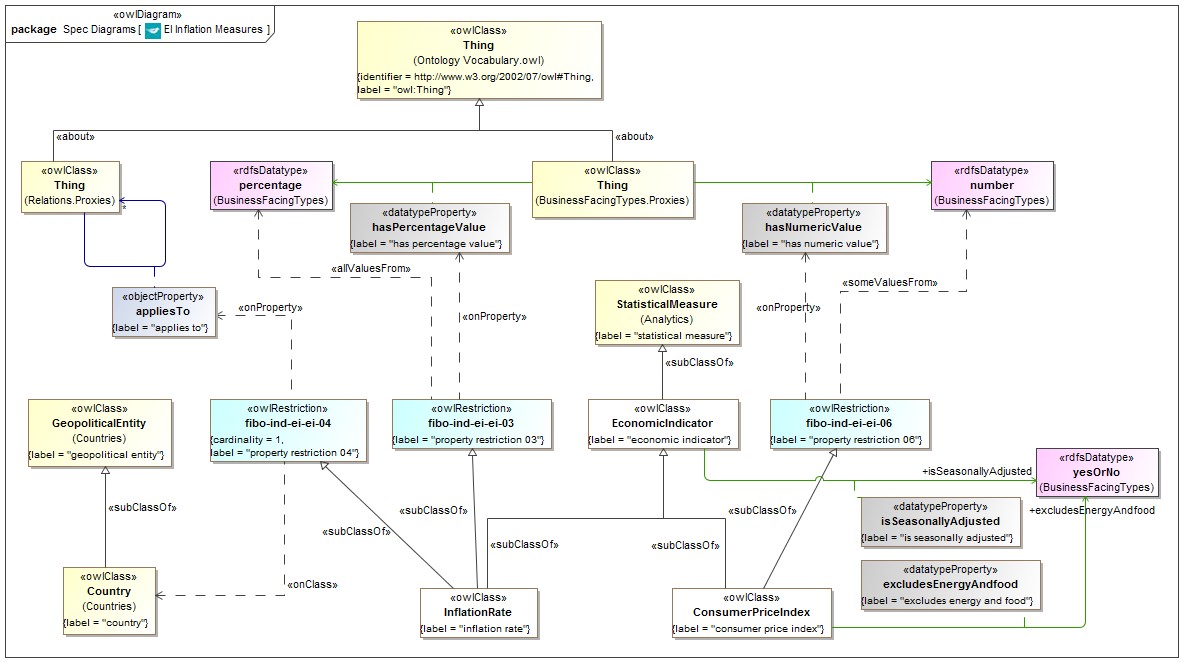 «owlDiagram»
package Spec Diagrams [ EI Inflation Measures ]
«owlClass»
Thing
(Ontology Vocabulary.owl)
{identifier = http://www.w3.org/2002/07/owl#Thing,
label = "owl:Thing"}
«about»
«about»
«owlClass»
Thing
(Relations.Proxies)
*
«rdfsDatatype»
percentage
(BusinessFacingTypes)
«owlClass»
Thing
(BusinessFacingTypes.Proxies)
«rdfsDatatype»
number
(BusinessFacingTypes)
«datatypeProperty»
hasPercentageValue
{label = "has percentage value"}
«datatypeProperty»
hasNumericValue
{label = "has numeric value"}
«allValuesFrom»
«someValuesFrom»
«objectProperty»
appliesTo
{label = "applies to"}
«onProperty»
«onProperty»
«onProperty»
«owlClass»
StatisticalMeasure
(Analytics)
{label = "statistical measure"}
«subClassOf»
«owlClass»
GeopoliticalEntity
(Countries)
{label = "geopolitical entity"}
«owlRestriction»
fibo-ind-ei-ei-04
{cardinality = 1,
label = "property restriction 04"}
«owlRestriction»
fibo-ind-ei-ei-03
{label = "property restriction 03"}
«owlClass»
EconomicIndicator
{label = "economic indicator"}
«owlRestriction»
fibo-ind-ei-ei-06
{label = "property restriction 06"}
+isSeasonallyAdjusted
«rdfsDatatype»
yesOrNo
(BusinessFacingTypes)
+excludesEnergyAndfood
«subClassOf»
«subClassOf»
«subClassOf»
«subClassOf»
«subClassOf»
«subClassOf»
«datatypeProperty»
isSeasonallyAdjusted
{label = "is seasonally adjusted"}
«datatypeProperty»
excludesEnergyAndfood
{label = "excludes energy and food"}
«onClass»
«owlClass»
Country
(Countries)
{label = "country"}
«owlClass»
InflationRate
{label = "inflation rate"}
«owlClass»
ConsumerPriceIndex
{label = "consumer price index"}